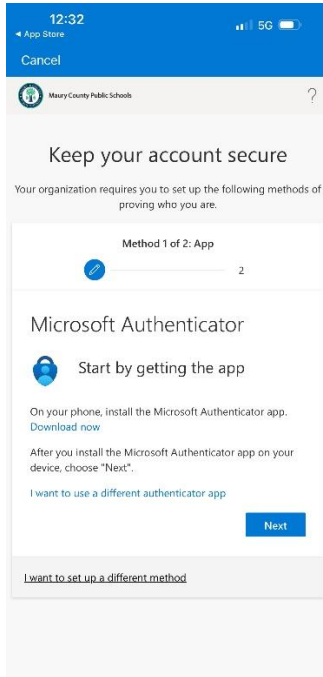 12:32
5G
◀ App Store
Cancel
Maury County Public Schools
?
Keep your account secure
Your organization requires you to set up the following methods of
proving who you are.
Method 1 of 2: App
2
Microsoft Authenticator
Start by getting the app
On your phone, install the Microsoft Authenticator app.
Download now
After you install the Microsoft Authenticator app on your
device, choose "Next".
I want to use a different authenticator app
Next
I want to set up a different method